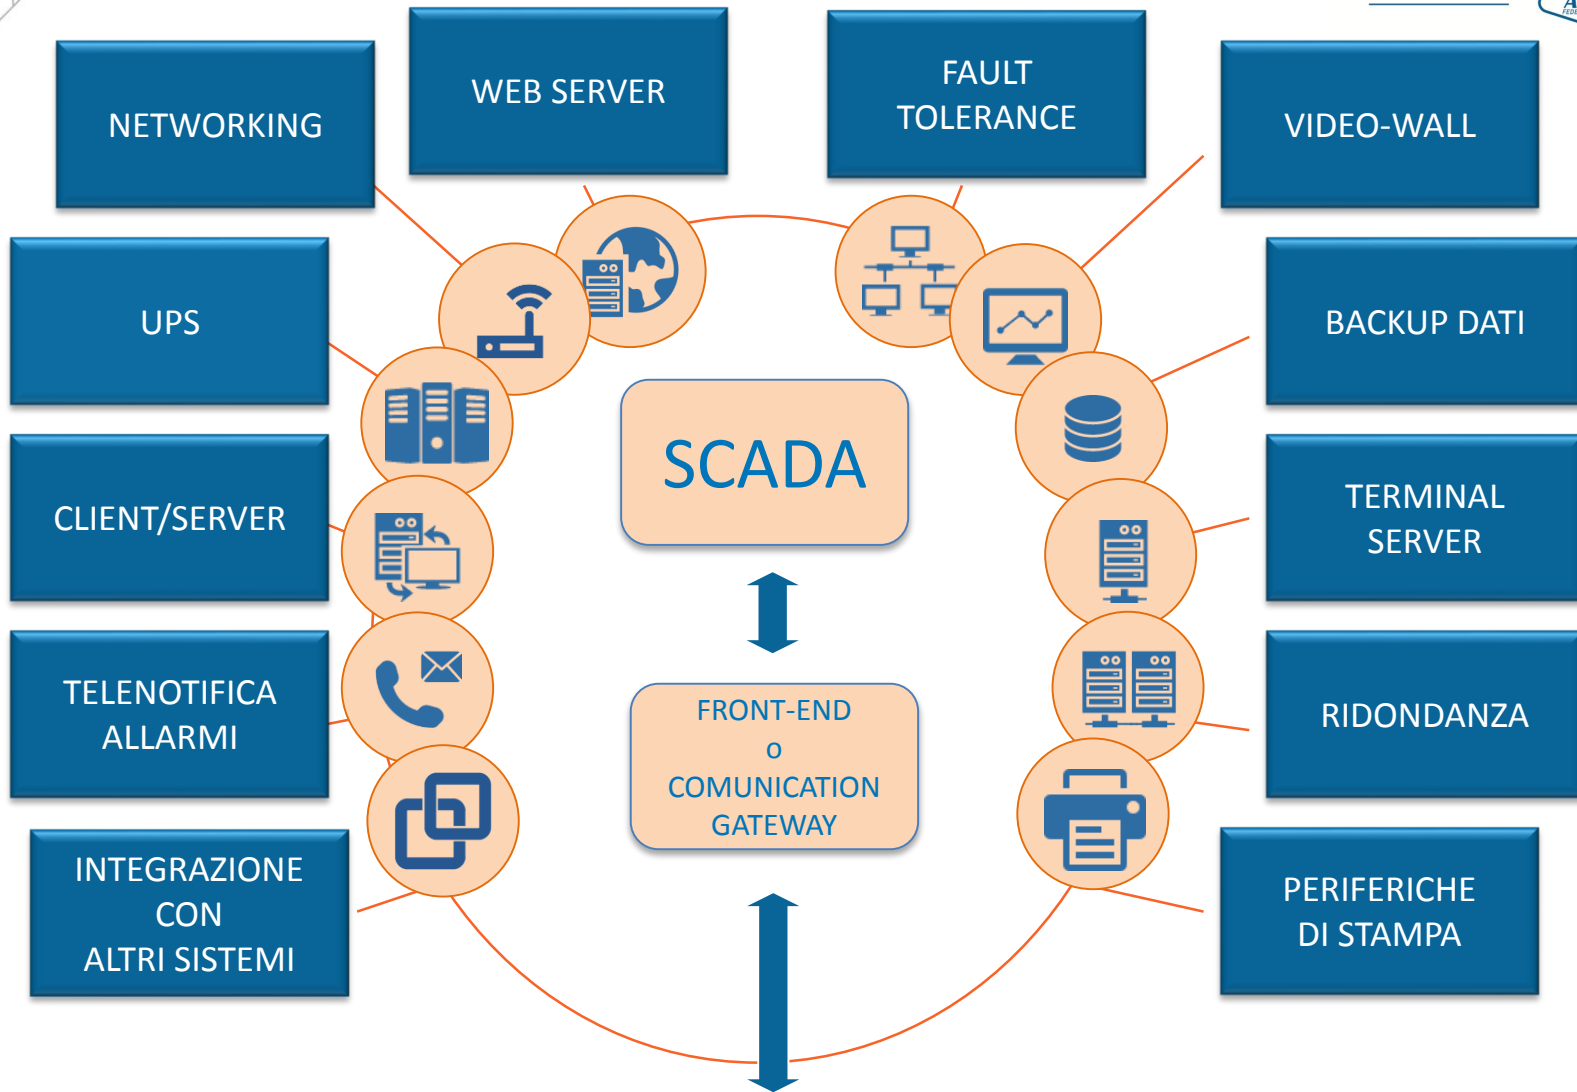 NETWORKING
WEB SERVER
FAULT
TOLERANCE
VIDEO-WALL
UPS
BACKUP DATI
SCADA
CLIENT/SERVER
TERMINAL
SERVER
TELENOTIFICA
ALLARMI
FRONT-END
o
COMUNICATION
GATEWAY
RIDONDANZA
INTEGRAZIONE
CON
ALTRI SISTEMI
PERIFERICHE
DI STAMPA